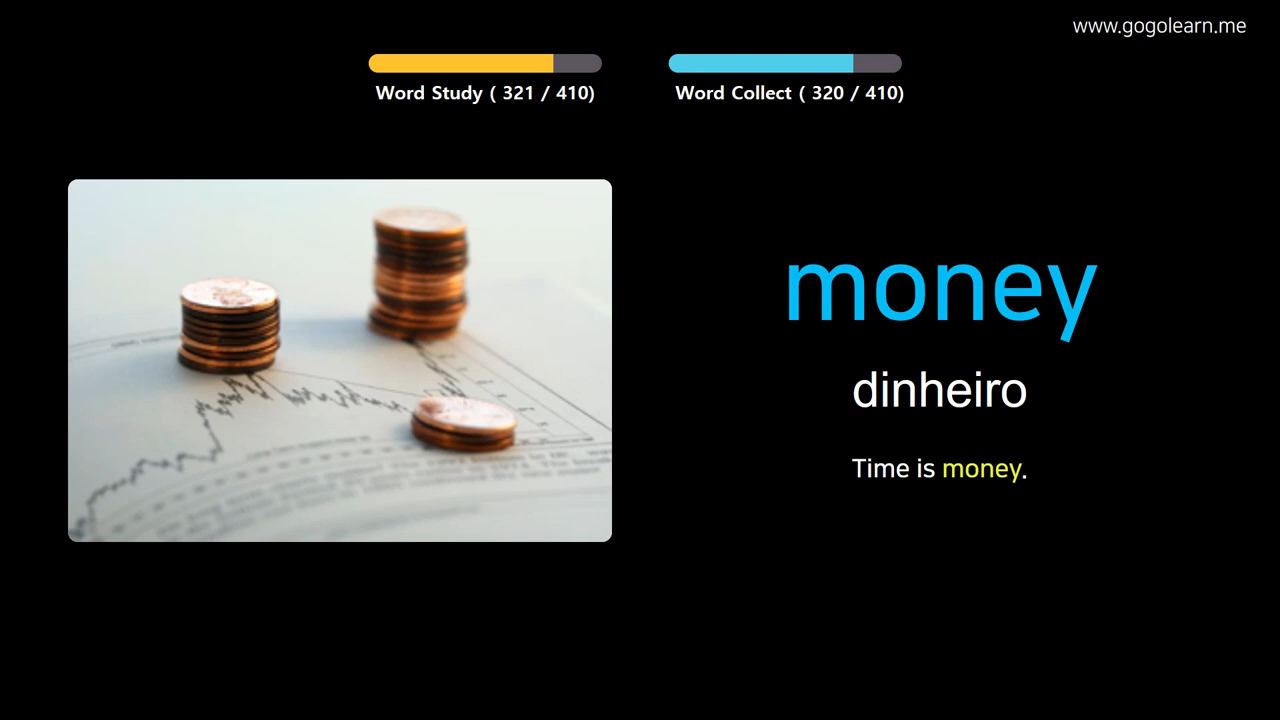 www.gogolearn.me
Word Study ( 321 / 410)
Word Collect ( 320 / 410)
money
dinheiro
Time is money.